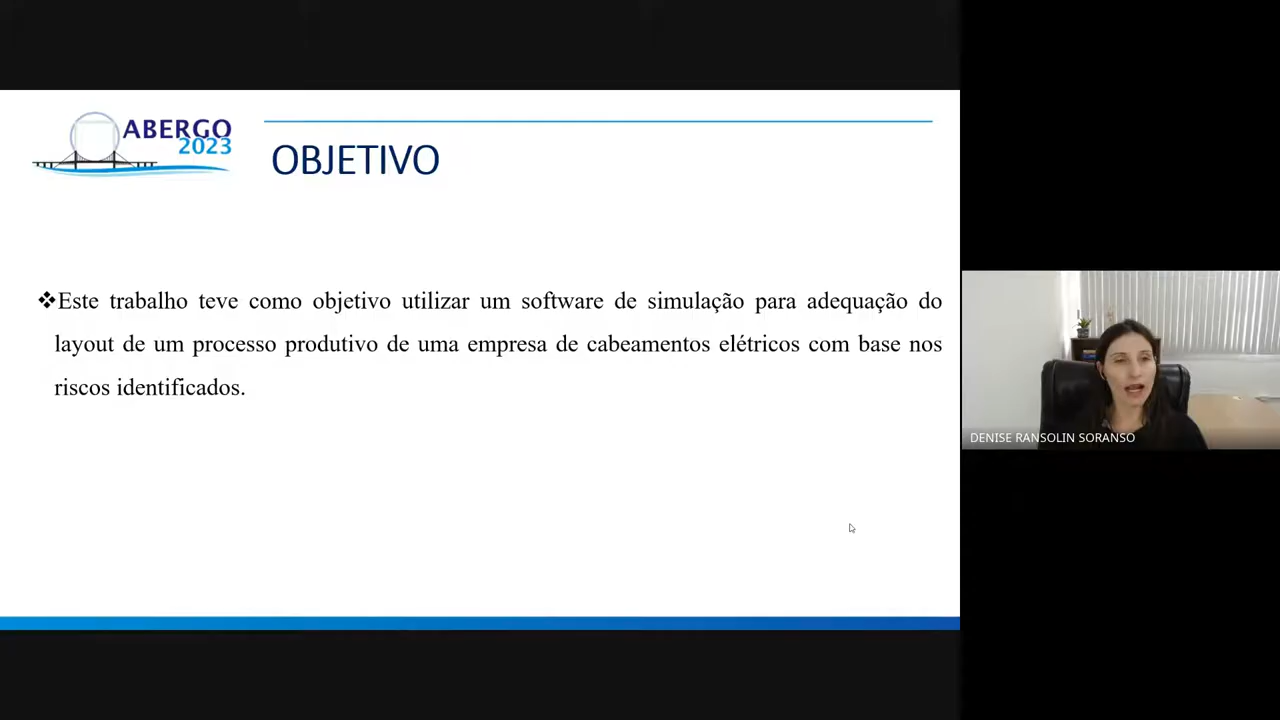 ABERGO
2023
OBJETIVO
❖Este trabalho teve como objetivo utilizar um software de simulação para adequação do
layout de um processo produtivo de uma empresa de cabeamentos elétricos com base nos
riscos identificados.
DENISE RANSOLIN SORANSO